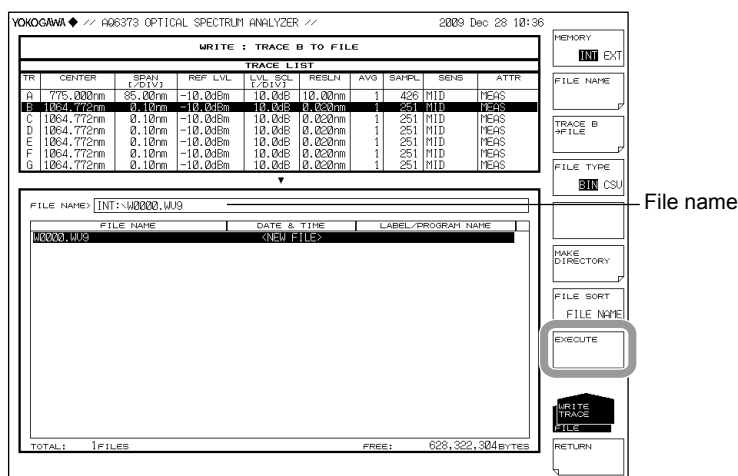 YOKOGAWA ◆ // AQ6373 OPTICAL SPECTRUM ANALYZER // 2009 Dec 28 10:36
WRITE : TRACE B TO FILE
TRACE LIST
TR CENTER SPAN [/DIV] REF LVL LVL SCL [/DIV] RESLN AVG SAMPL SENS ATTR
A 775.000nm 85.00nm -10.0dBm 10.0dB 10.00nm 1 426 MID MEAS
B 1064.772nm 0.10nm -10.0dBm 10.0dB 0.020nm 1 251 MID MEAS
C 1064.772nm 0.10nm -10.0dBm 10.0dB 0.020nm 1 251 MID MEAS
D 1064.772nm 0.10nm -10.0dBm 10.0dB 0.020nm 1 251 MID MEAS
E 1064.772nm 0.10nm -10.0dBm 10.0dB 0.020nm 1 251 MID MEAS
F 1064.772nm 0.10nm -10.0dBm 10.0dB 0.020nm 1 251 MID MEAS
G 1064.772nm 0.10nm -10.0dBm 10.0dB 0.020nm 1 251 MID MEAS
▼
FILE NAME> INT:\W0000.WV9
FILE NAME DATE & TIME LABEL/PROGRAM NAME
W0000.WV9 <NEW FILE>
TOTAL: 1FILES FREE: 628,322,304BYTES
MEMORY
INT EXT
FILE NAME
TRACE B
→FILE
FILE TYPE
BIN CSV
MAKE
DIRECTORY
FILE SORT
FILE NAME
EXECUTE
WRITE
TRACE
FILE
RETURN
File name